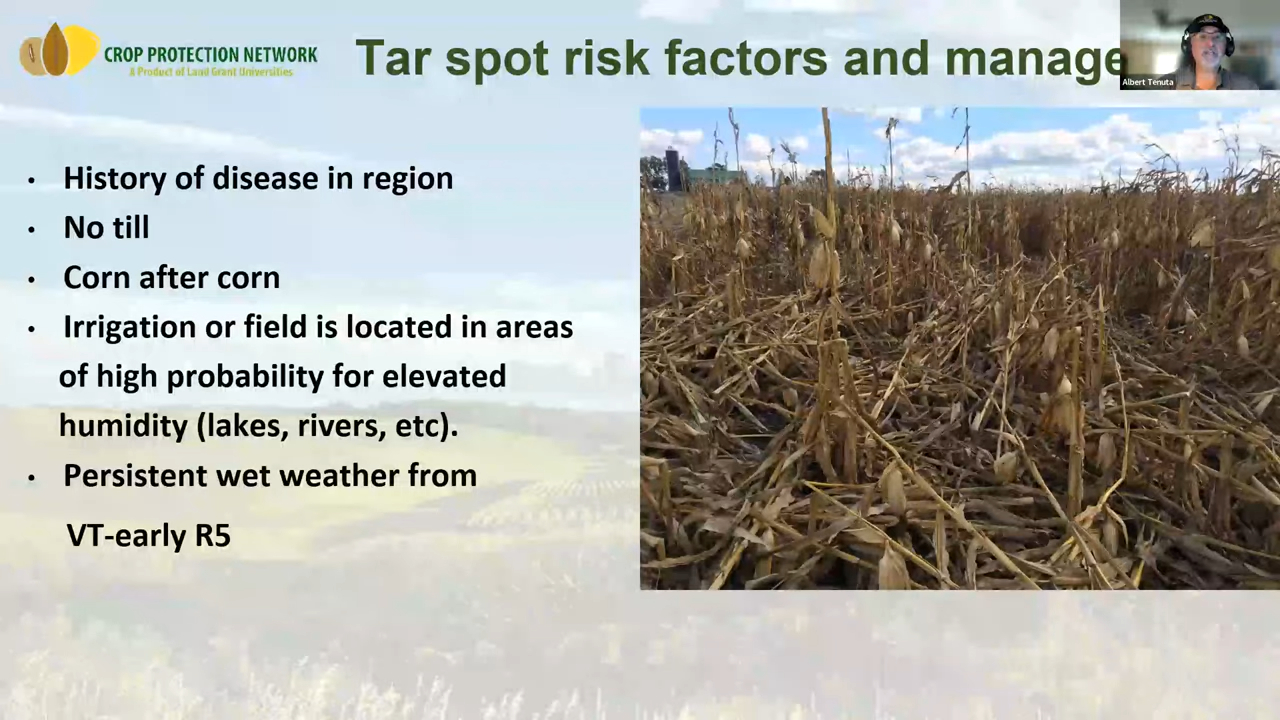 CROP PROTECTION NETWORK
A Product of Land Grant Universities
Tar spot risk factors and manage
Albert Tenuta
• History of disease in region
• No till
• Corn after corn
• Irrigation or field is located in areas
of high probability for elevated
humidity (lakes, rivers, etc).
• Persistent wet weather from
VT-early R5